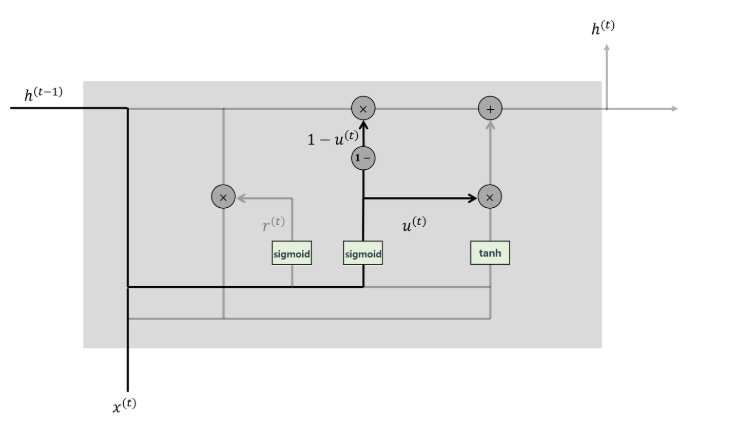 h^(t)
h^(t−1)
×
+
1 − u^(t)
1 −
×
×
r^(t)
u^(t)
sigmoid
sigmoid
tanh
x^(t)